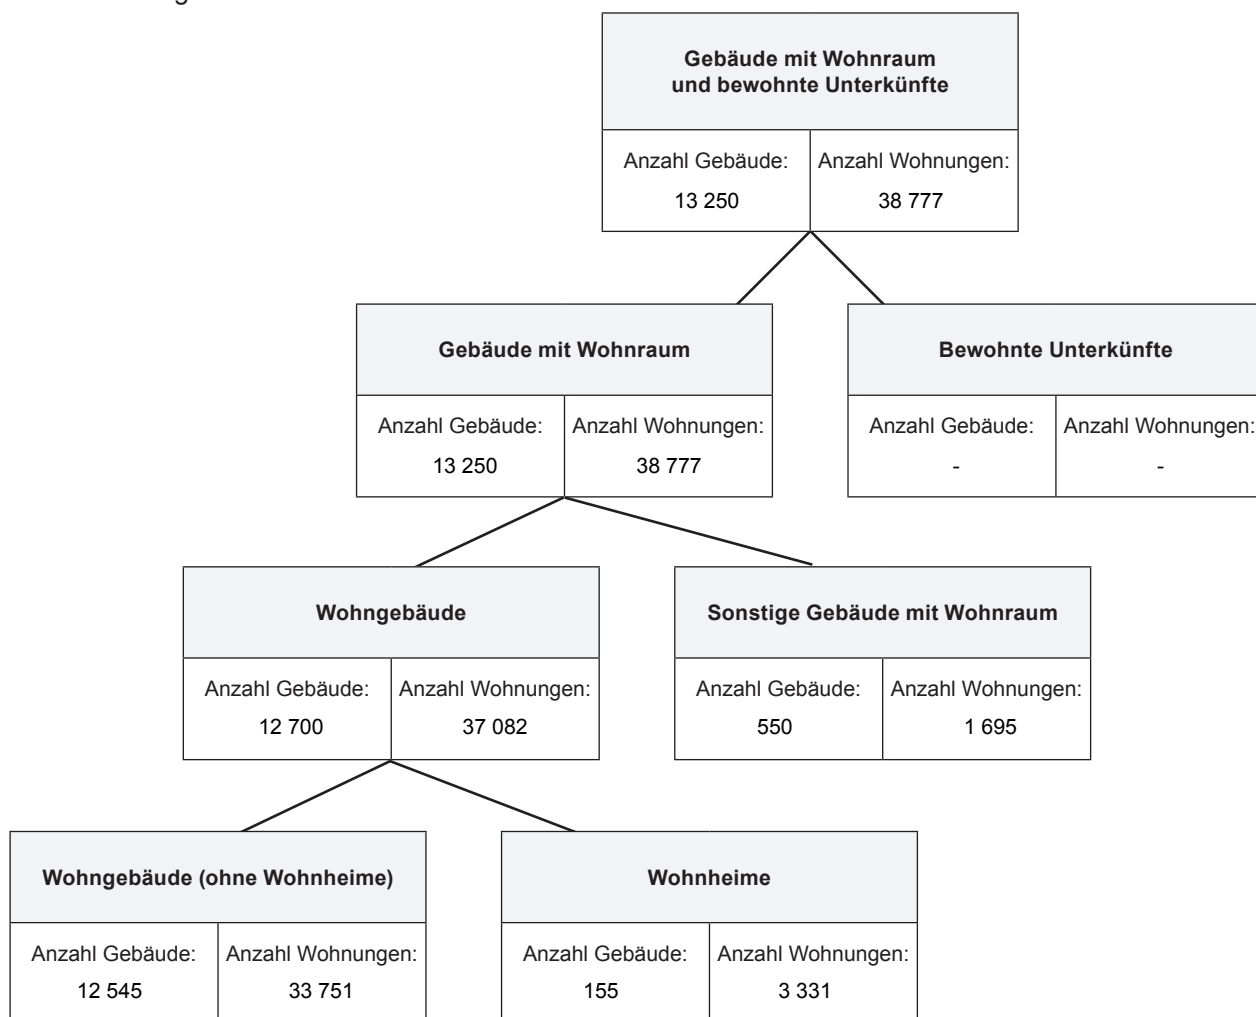 Gebäude mit Wohnraum
und bewohnte Unterkünfte
Anzahl Gebäude: Anzahl Wohnungen:
13 250 38 777
Gebäude mit Wohnraum
Anzahl Gebäude: Anzahl Wohnungen:
13 250 38 777
Bewohnte Unterkünfte
Anzahl Gebäude: Anzahl Wohnungen:
- -
Wohngebäude
Anzahl Gebäude: Anzahl Wohnungen:
12 700 37 082
Sonstige Gebäude mit Wohnraum
Anzahl Gebäude: Anzahl Wohnungen:
550 1 695
Wohngebäude (ohne Wohnheime)
Anzahl Gebäude: Anzahl Wohnungen:
12 545 33 751
Wohnheime
Anzahl Gebäude: Anzahl Wohnungen:
155 3 331